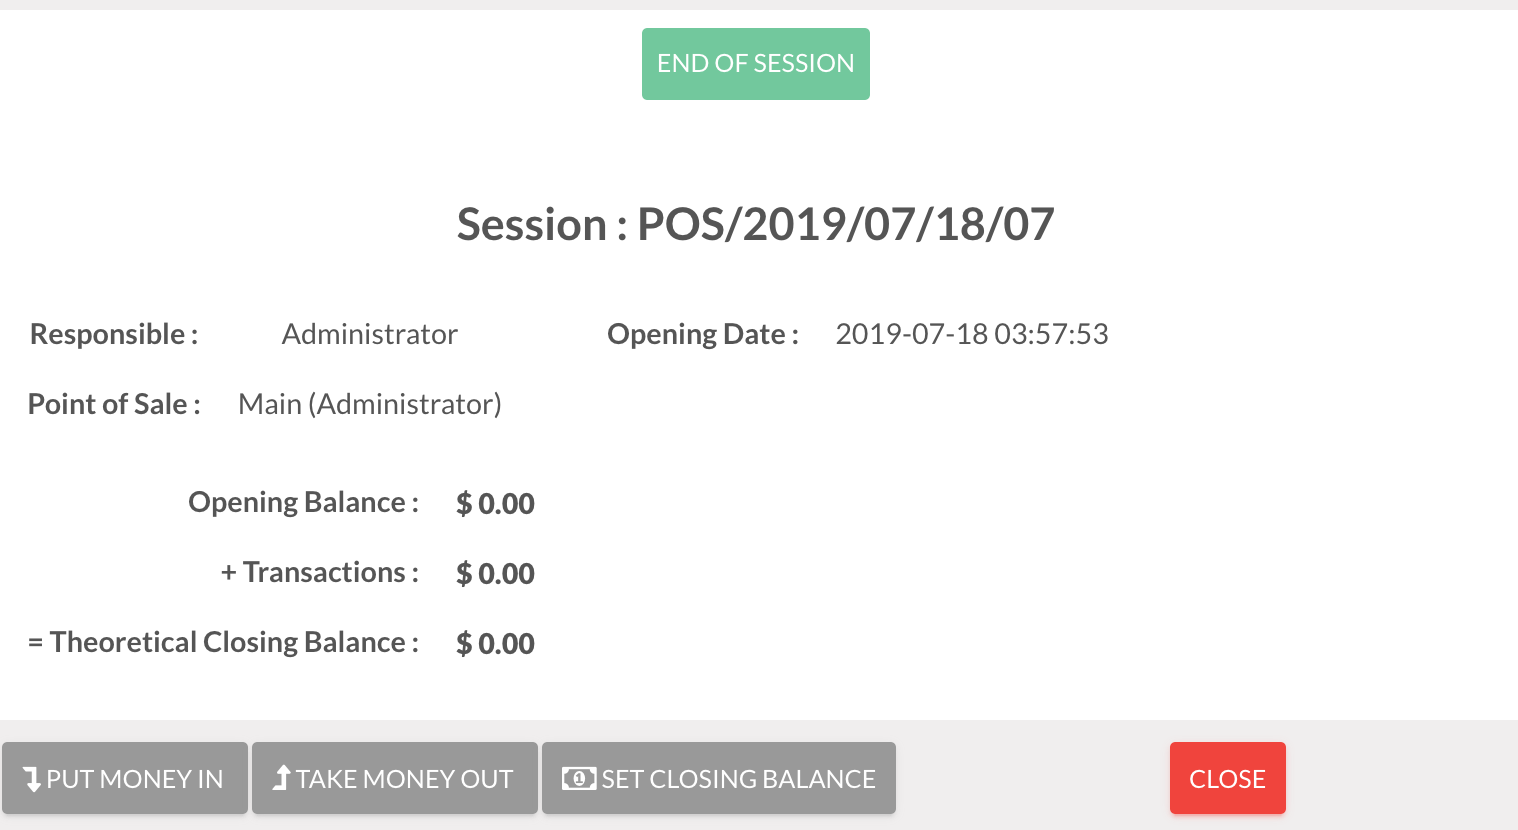 END OF SESSION
Session : POS/2019/07/18/07
Responsible : Administrator Opening Date : 2019-07-18 03:57:53
Point of Sale : Main (Administrator)
Opening Balance : $ 0.00
+ Transactions : $ 0.00
= Theoretical Closing Balance : $ 0.00
PUT MONEY IN TAKE MONEY OUT SET CLOSING BALANCE CLOSE